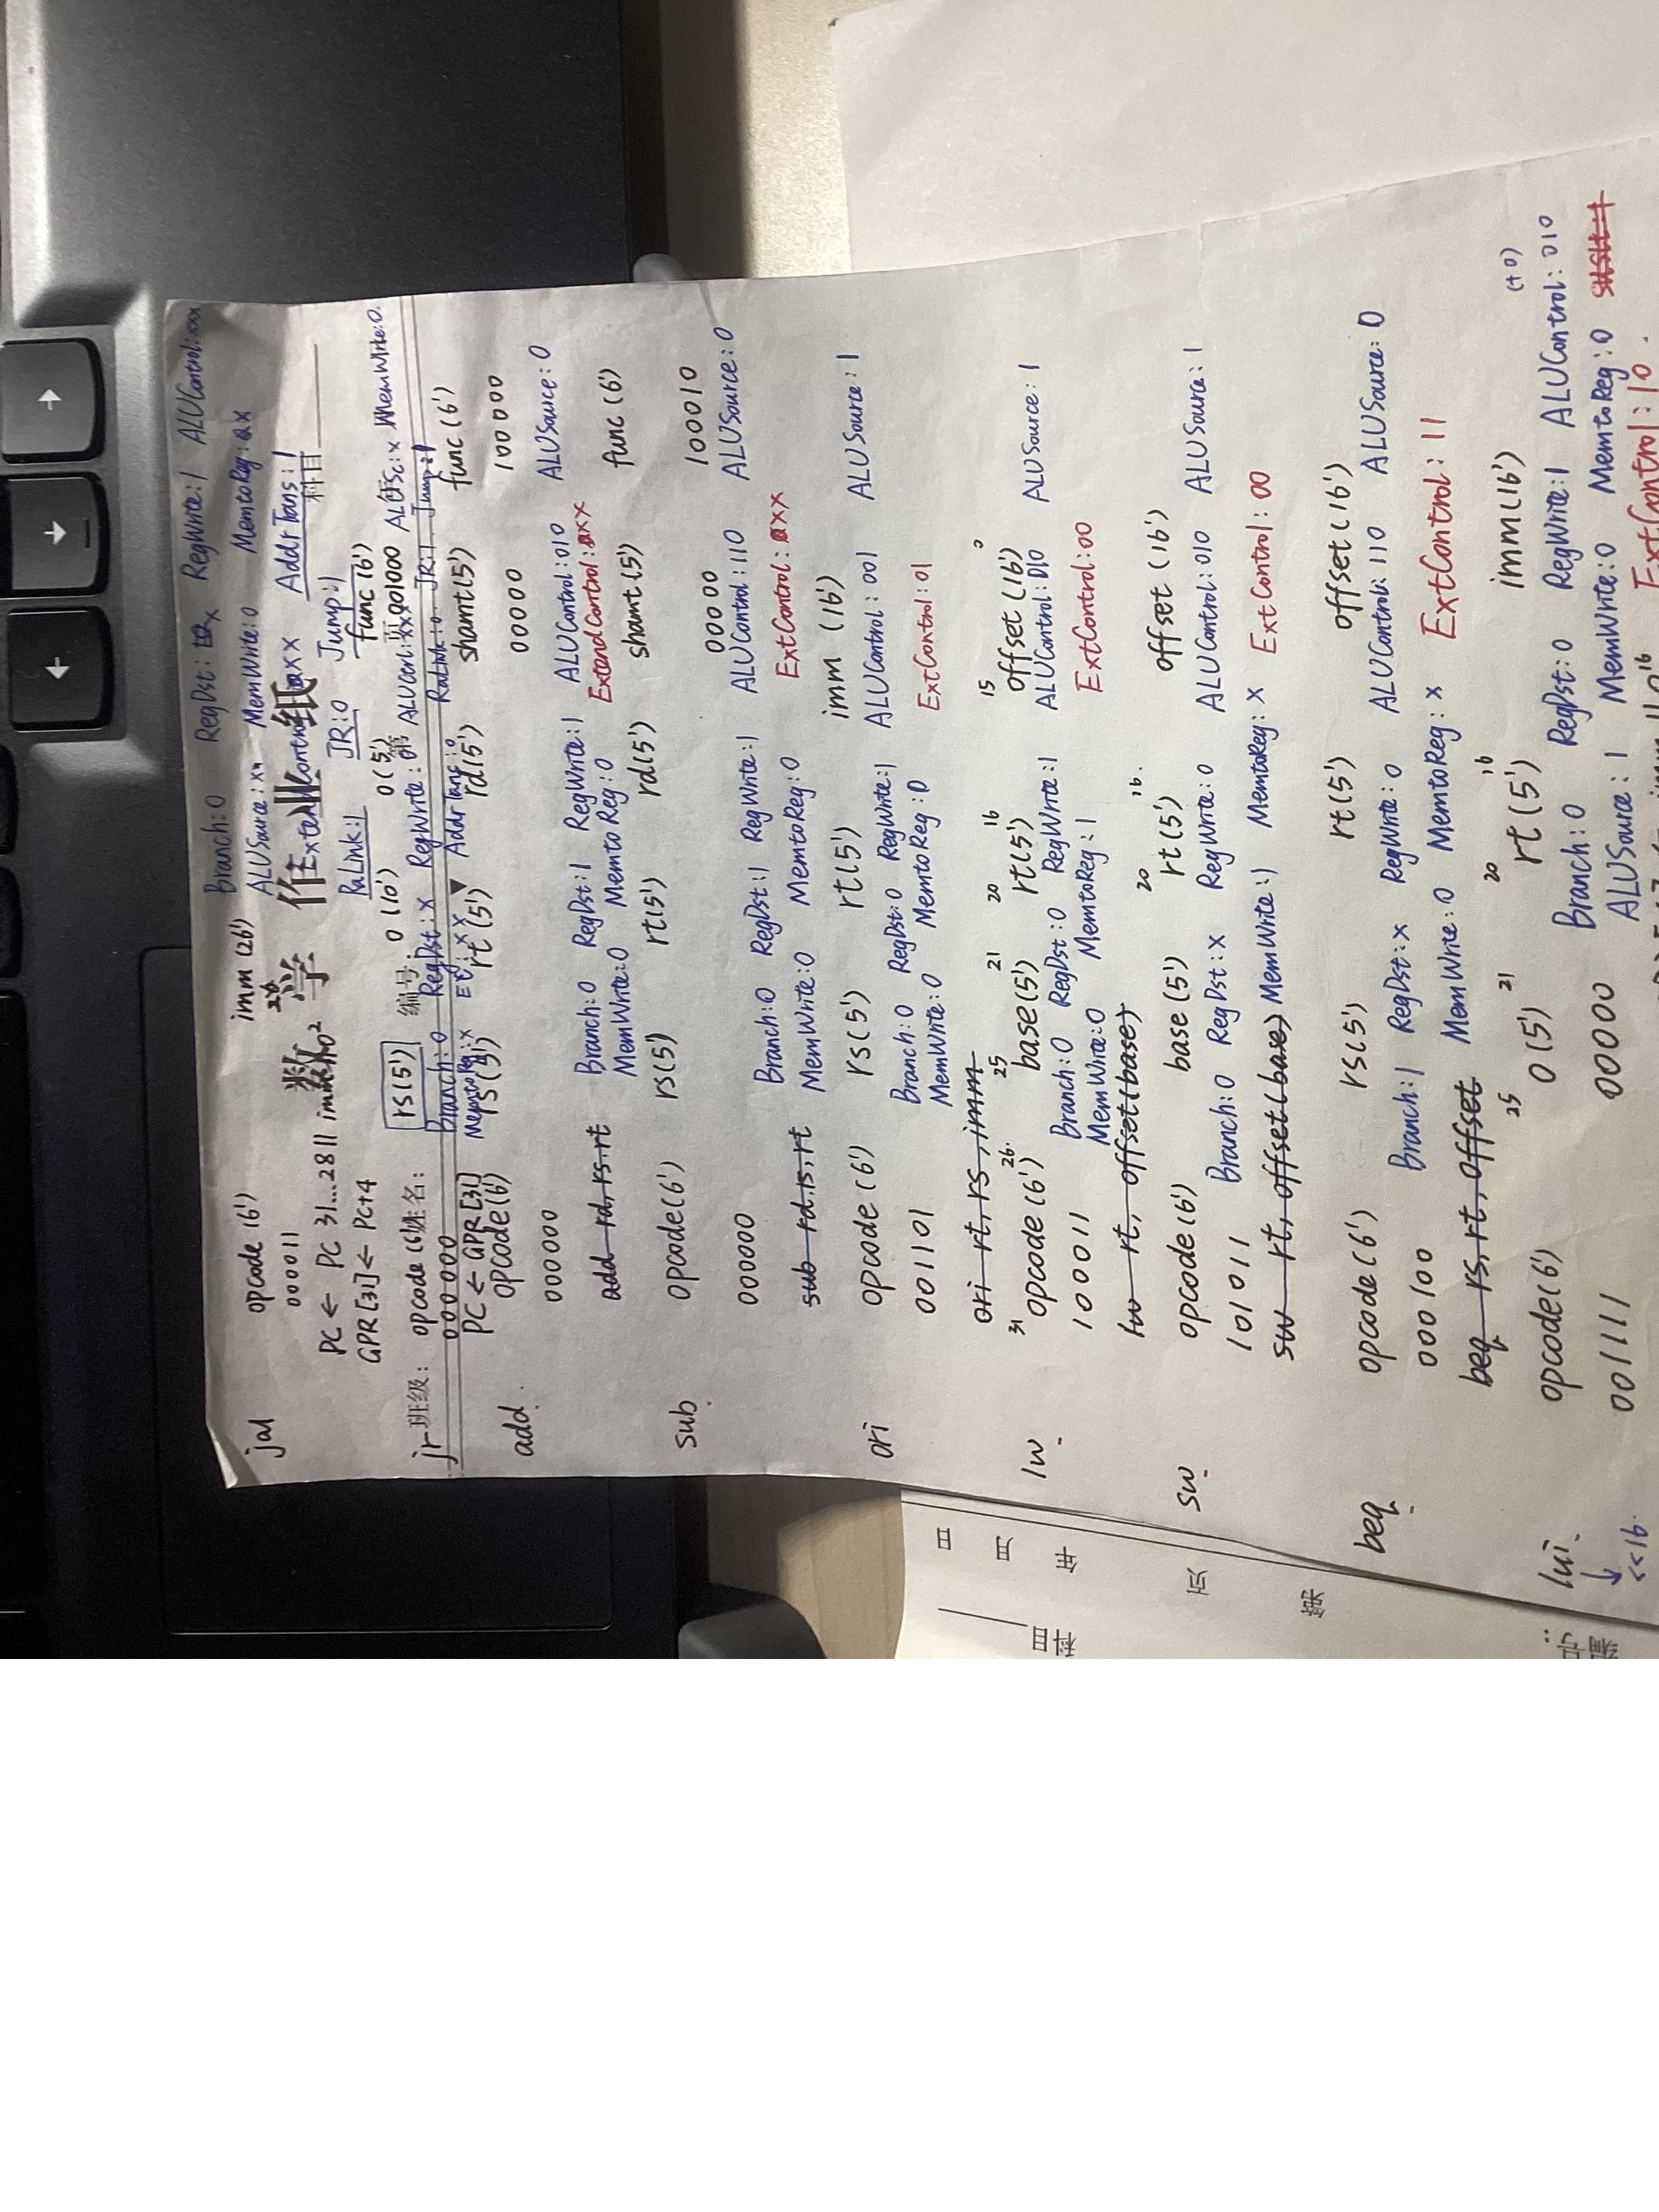 Branch:0 RegDst: x RegWrite:1 ALUControl:xxx
jal opcode (6') imm (26') ALUSource: x MemWrite:0 MemtoReg: x
000011 26
数学作业纸
PC ← PC 31...28 || imm || 0²
AddrTrans:1
科目
GPR[31] ← PC+4 RaLink:1 JR:0 Jump:1
rs(5') 0 (10') 0(5') func (6')
jr 班级: opcode (6') 姓名: 编号:
000000 001000
Branch:0 RegDst:x RegWrite: ALUSrc:x MemWrite:0
PC ← GPR[31] AddrTrans:0 RaLink:0 JR:1 Jump:1
add opcode(6') rs(5') rt(5') rd(5') shamt(5') func(6')
000000 00000 100000
Branch:0 RegDst:1 RegWrite:1 ALUControl:010 ALUSource:0
add rd,rs,rt MemWrite:0 MemtoReg:0 ExtendControl: xx
sub opcode(6') rs(5') rt(5') rd(5') shamt(5') func(6')
000000 00000 100010
Branch:0 RegDst:1 RegWrite:1 ALUControl:110 ALUSource:0
sub rd,rs,rt MemWrite:0 MemtoReg:0 ExtControl: xx
ori opcode(6') rs(5') rt(5') imm (16')
001101 Branch:0 RegDst:0 RegWrite:1 ALUControl:001 ALUSource:1
MemWrite:0 MemtoReg:0 ExtControl:01
ori rt,rs,imm
31 26 25 21 20 16 15 0
lw opcode(6') base(5') rt(5') offset(16')
100011 Branch:0 RegDst:0 RegWrite:1 ALUControl:010 ALUSource:1
MemWrite:0 MemtoReg:1 ExtControl:00
lw rt, offset(base)
20 16
sw opcode(6') base(5') rt(5') offset(16')
101011 Branch:0 RegDst:x RegWrite:0 ALUControl:010 ALUSource:1
sw rt, offset(base) MemWrite:1 MemtoReg:x ExtControl:00
beq opcode(6') rs(5') rt(5') offset(16')
000100 Branch:1 RegDst:x RegWrite:0 ALUControl:110 ALUSource:0
beq rs,rt,offset MemWrite:0 MemtoReg:x ExtControl:11
25 21 20 16
lui opcode(6') 0(5') rt(5') imm(16') (+0)
001111 00000 Branch:0 RegDst:0 RegWrite:1 ALUControl:010
↓ <<16 ALUSource:1 MemWrite:0 MemtoReg:0
ExtControl:10
科目
年
月
日